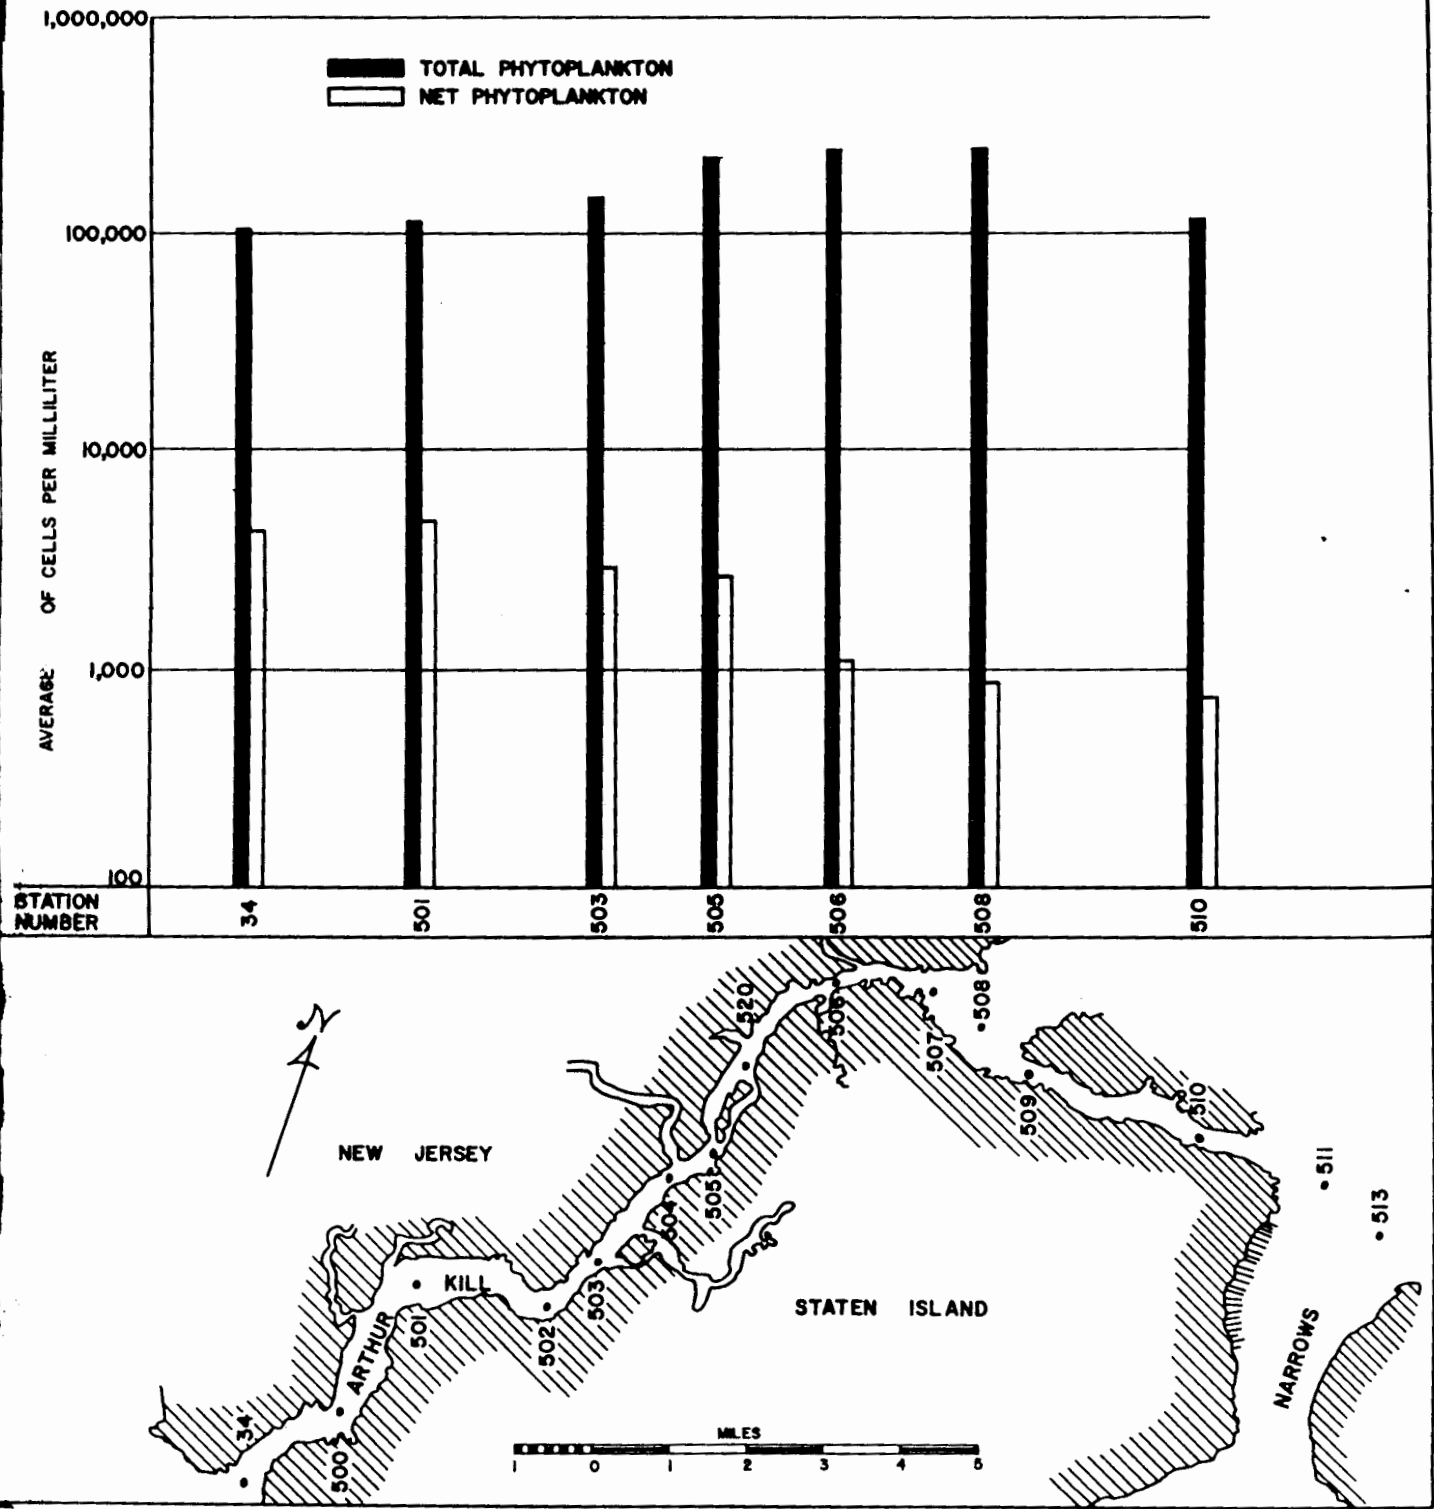 1,000,000
TOTAL PHYTOPLANKTON
NET PHYTOPLANKTON
100,000
10,000
1,000
100
AVERAGE OF CELLS PER MILLILITER
STATION
NUMBER
34
501
503
505
506
508
510
520
506
508
507
510
509
NEW JERSEY
511
505
504
513
KILL
503
STATEN ISLAND
501
502
ARTHUR
NARROWS
34
500
MILES
1 0 1 2 3 4 5